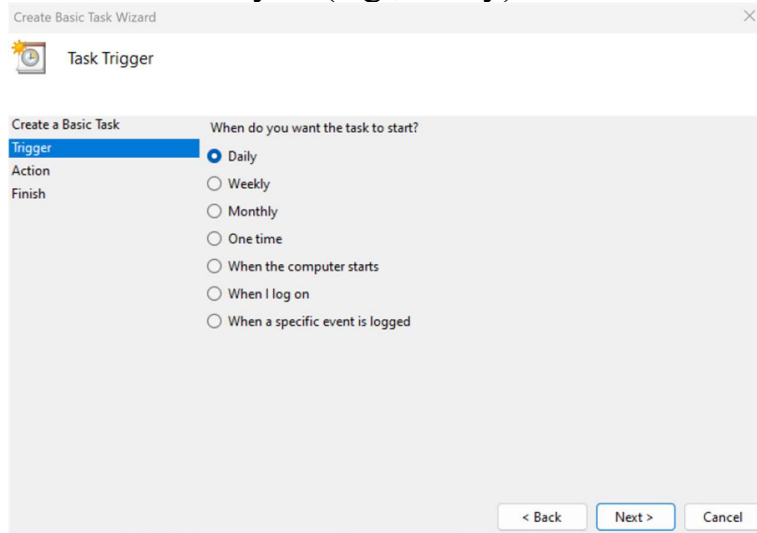 Create Basic Task Wizard
Task Trigger
Create a Basic Task
Trigger
Action
Finish
When do you want the task to start?
Daily
Weekly
Monthly
One time
When the computer starts
When I log on
When a specific event is logged
< Back
Next >
Cancel